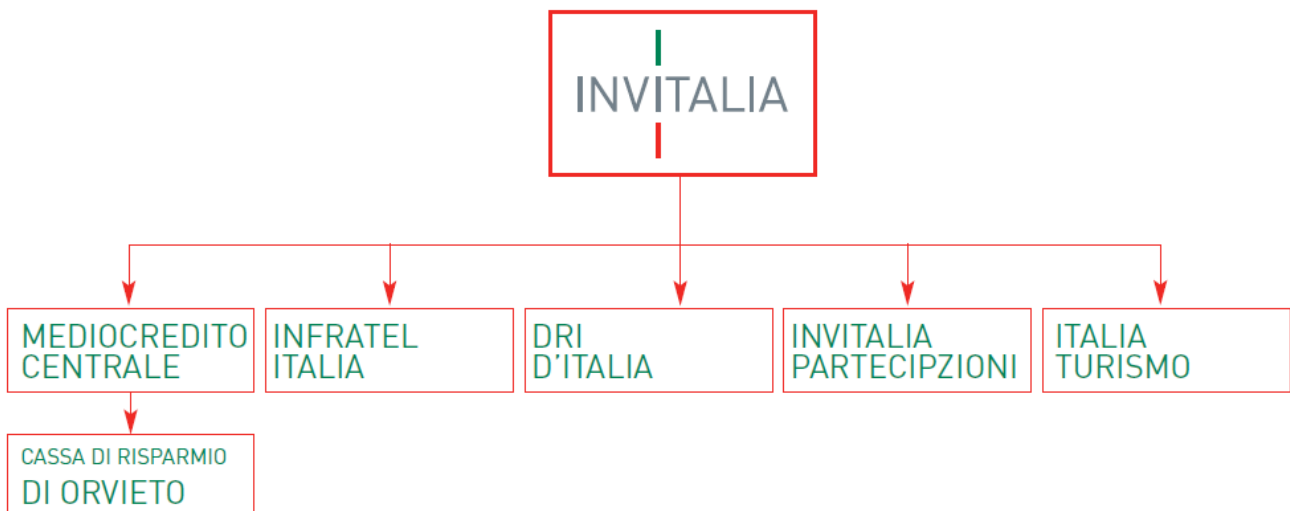 INVITALIA
MEDIOCREDITO
CENTRALE
INFRATEL
ITALIA
DRI
D'ITALIA
INVITALIA
PARTECIPZIONI
ITALIA
TURISMO
CASSA DI RISPARMIO
DI ORVIETO